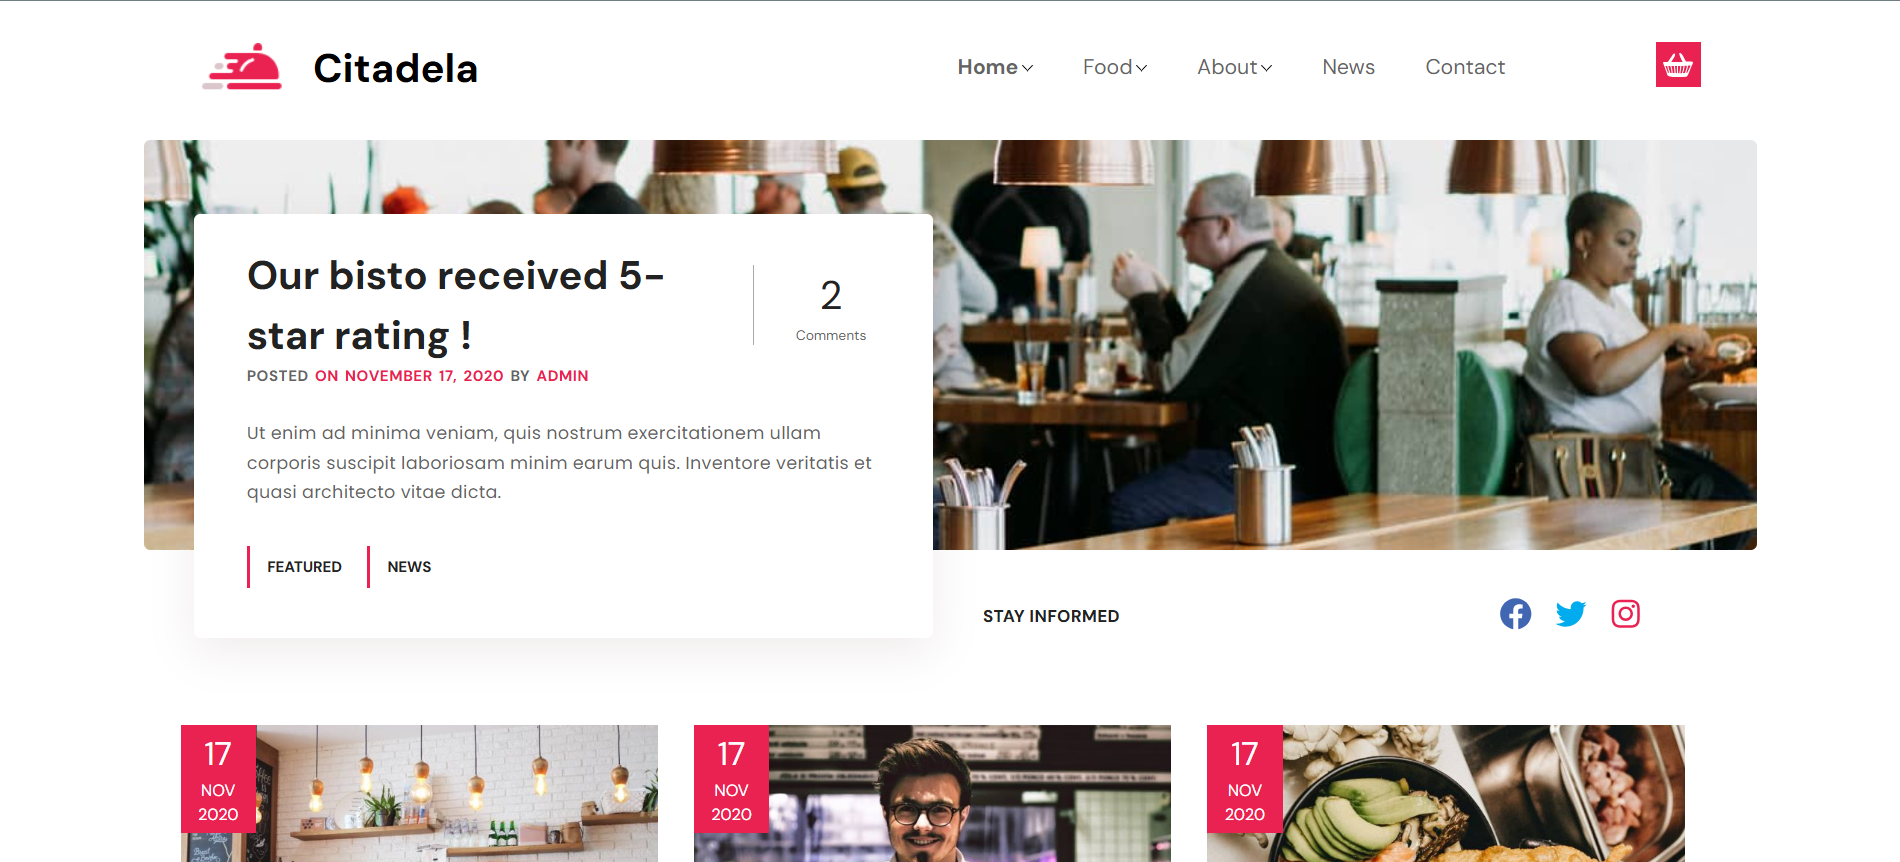 Citadela
Home Food About News Contact
Our bisto received 5-
star rating !
2
Comments
POSTED ON NOVEMBER 17, 2020 BY ADMIN
Ut enim ad minima veniam, quis nostrum exercitationem ullam
corporis suscipit laboriosam minim earum quis. Inventore veritatis et
quasi architecto vitae dicta.
FEATURED NEWS
STAY INFORMED
17
NOV
2020
17
NOV
2020
17
NOV
2020